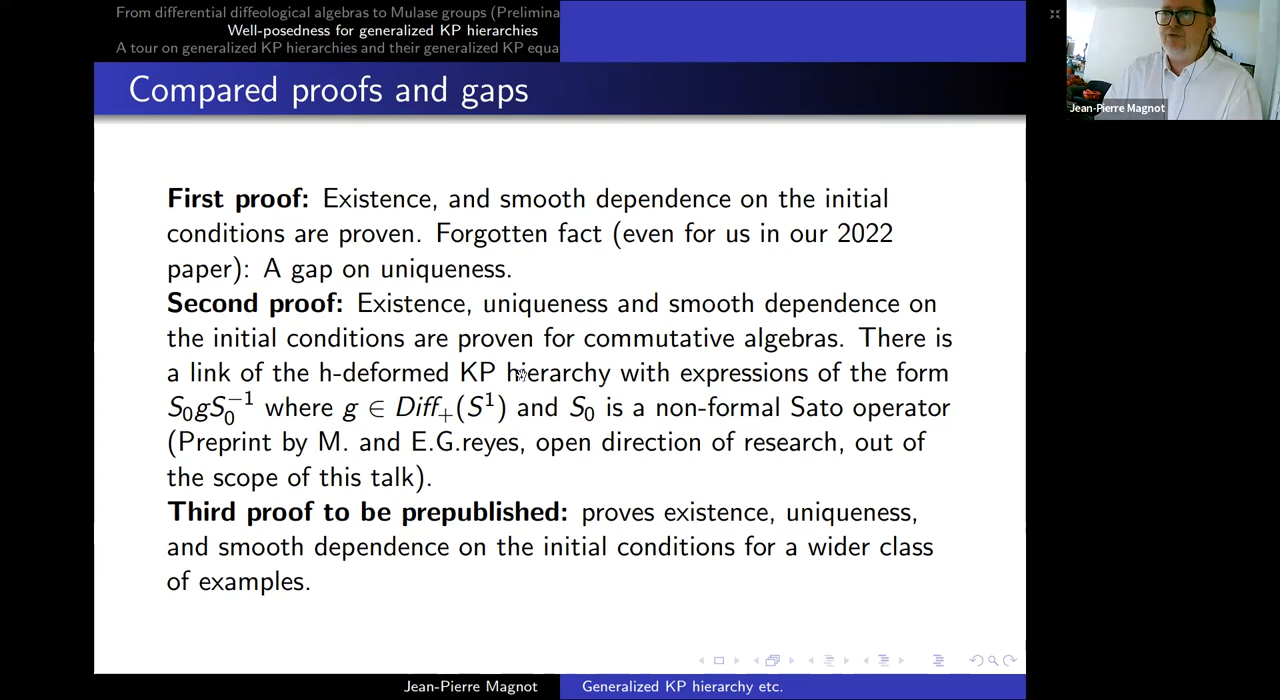 From differential diffeological algebras to Mulase groups (Prelimina
Well-posedness for generalized KP hierarchies
A tour on generalized KP hierarchies and their generalized KP equa
Compared proofs and gaps
Jean-Pierre Magnot
First proof: Existence, and smooth dependence on the initial
conditions are proven. Forgotten fact (even for us in our 2022
paper): A gap on uniqueness.
Second proof: Existence, uniqueness and smooth dependence on
the initial conditions are proven for commutative algebras. There is
a link of the h-deformed KP hierarchy with expressions of the form
S₀gS₀⁻¹ where g ∈ Diff₊(S¹) and S₀ is a non-formal Sato operator
(Preprint by M. and E.G.reyes, open direction of research, out of
the scope of this talk).
Third proof to be prepublished: proves existence, uniqueness,
and smooth dependence on the initial conditions for a wider class
of examples.
Jean-Pierre Magnot
Generalized KP hierarchy etc.